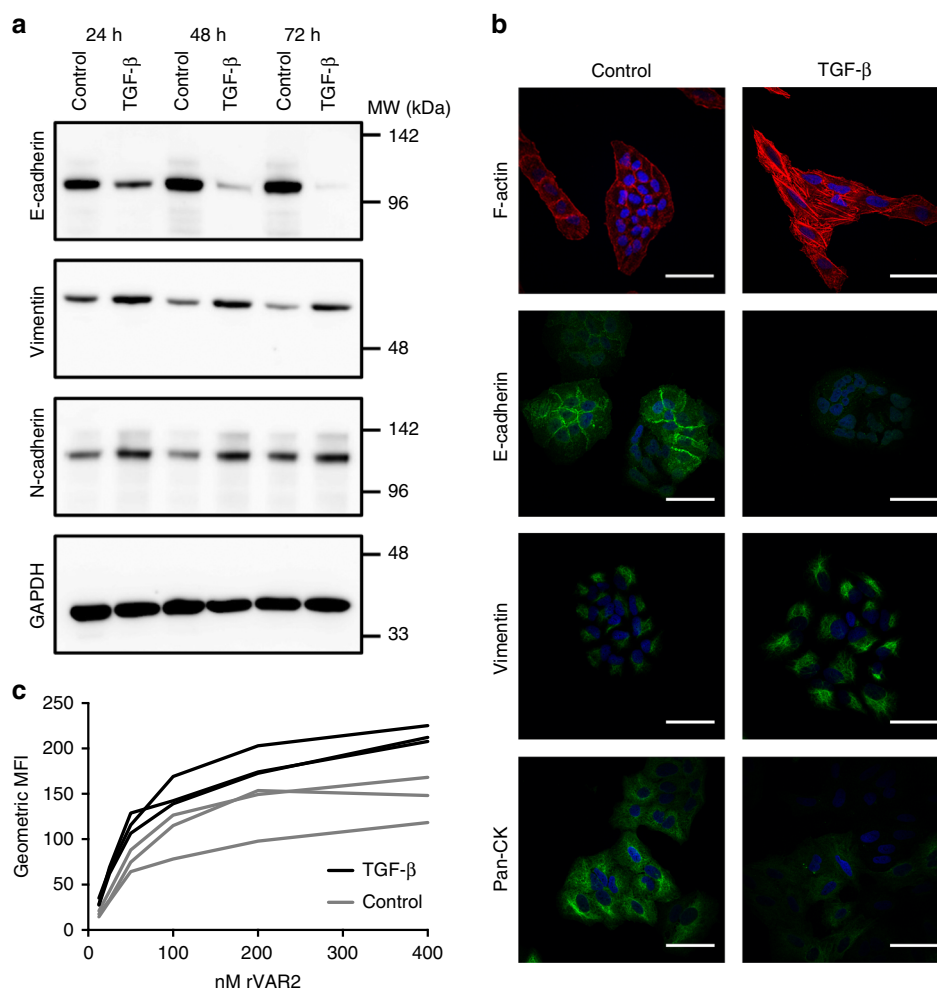 a
24 h 48 h 72 h
Control TGF-β Control TGF-β Control TGF-β
MW (kDa)
E-cadherin
142
96
Vimentin
48
N-cadherin
142
96
GAPDH
48
33
b
Control TGF-β
F-actin
E-cadherin
Vimentin
Pan-CK
c
Geometric MFI
250
200
150
100
50
0
0 100 200 300 400
nM rVAR2
TGF-β
Control